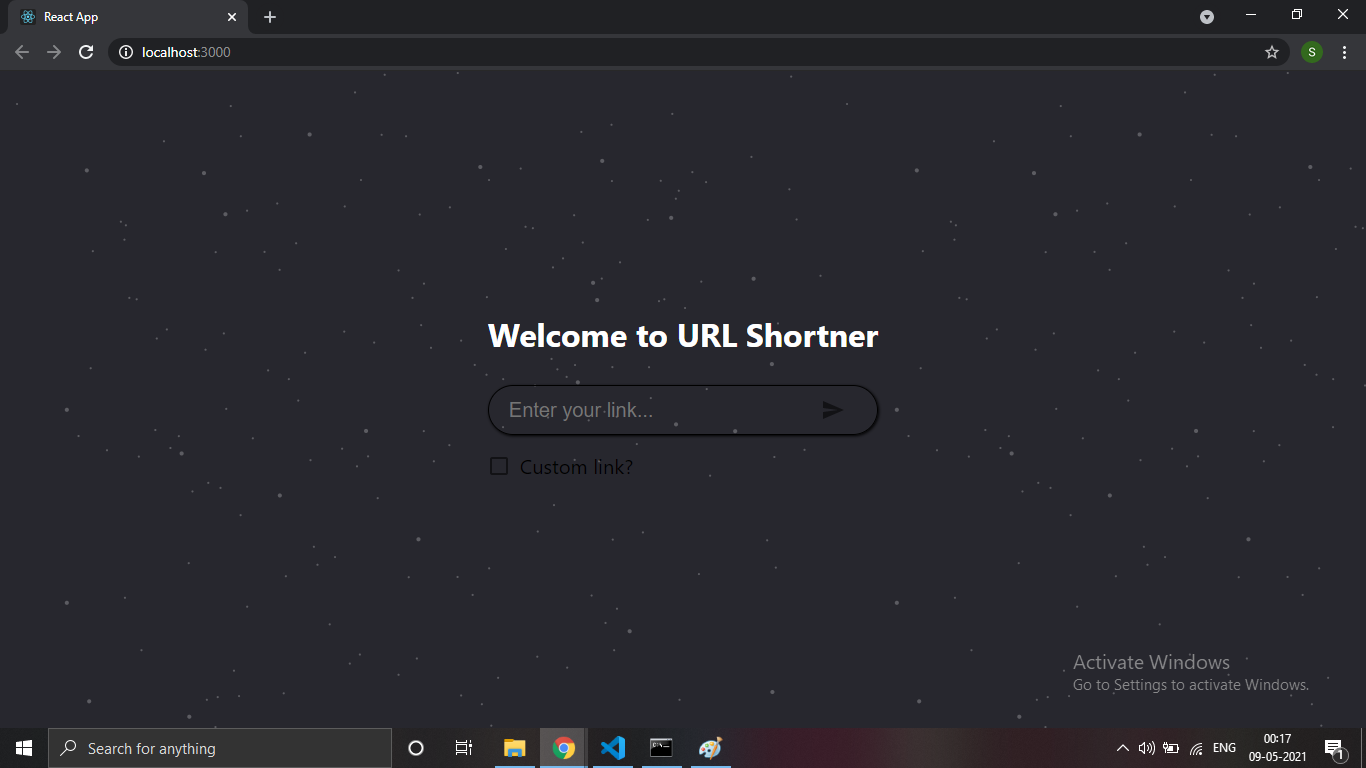 React App
localhost:3000
S
Welcome to URL Shortner
Enter your link...
Custom link?
Activate Windows
Go to Settings to activate Windows.
Search for anything
ENG
00:17
09-05-2021
1